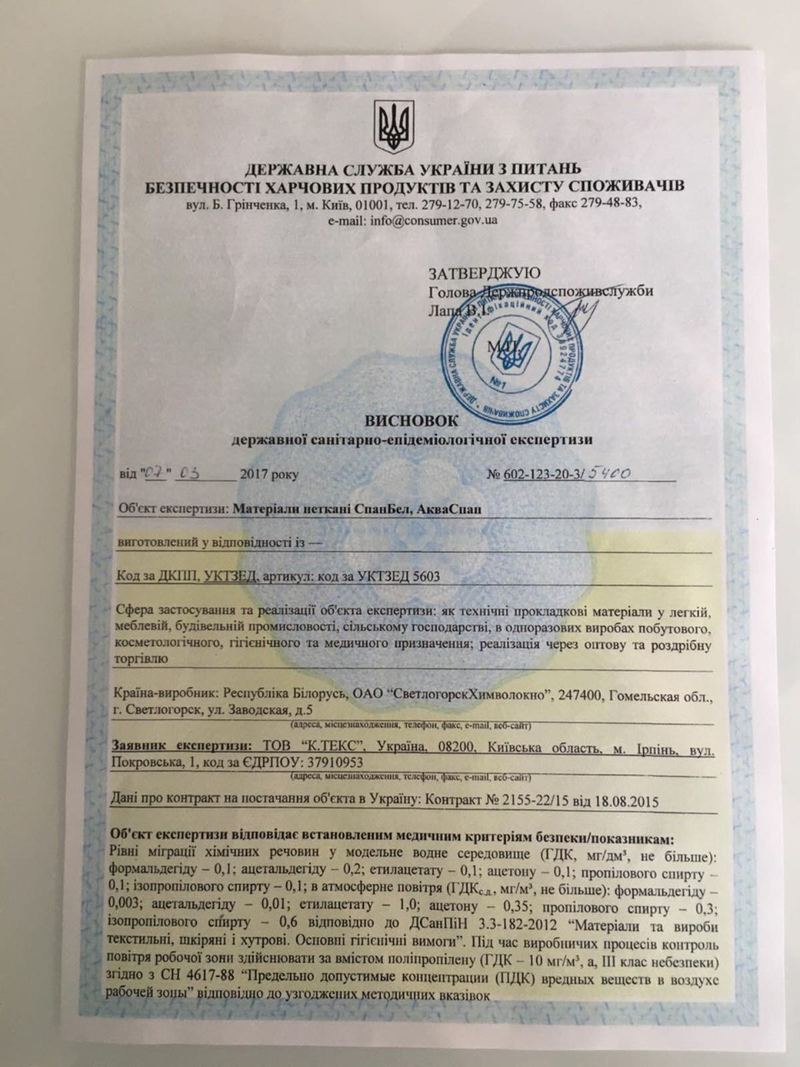 ДЕРЖАВНА СЛУЖБА УКРАЇНИ З ПИТАНЬ
БЕЗПЕЧНОСТІ ХАРЧОВИХ ПРОДУКТІВ ТА ЗАХИСТУ СПОЖИВАЧІВ
вул. Б. Грінченка, 1, м. Київ, 01001, тел. 279-12-70, 279-75-58, факс 279-48-83,
e-mail: info@consumer.gov.ua
ЗАТВЕРДЖУЮ
Голова Держпродспоживслужби
Лапа В.І.
М.П.
№1
ВИСНОВОК
державної санітарно-епідеміологічної експертизи
від "07" 03 2017 року № 602-123-20-3/5400
Об'єкт експертизи: Матеріали неткані СпанБел, АкваСпан
виготовлений у відповідності із —
Код за ДКПП, УКТЗЕД, артикул: код за УКТЗЕД 5603
Сфера застосування та реалізації об'єкта експертизи: як технічні прокладкові матеріали у легкій,
меблевій, будівельній промисловості, сільському господарстві, в одноразових виробах побутового,
косметологічного, гігієнічного та медичного призначення; реалізація через оптову та роздрібну
торгівлю
Країна-виробник: Республіка Білорусь, ОАО “СветлогорскХимволокно”, 247400, Гомельская обл.,
г. Светлогорск, ул. Заводская, д.5
(адреса, місцезнаходження, телефон, факс, e-mail, веб-сайт)
Заявник експертизи: ТОВ “К.ТЕКС”, Україна, 08200, Київська область, м. Ірпінь, вул.
Покровська, 1, код за ЄДРПОУ: 37910953
(адреса, місцезнаходження, телефон, факс, e-mail, веб-сайт)
Дані про контракт на постачання об'єкта в Україну: Контракт № 2155-22/15 від 18.08.2015
Об'єкт експертизи відповідає встановленим медичним критеріям безпеки/показникам:
Рівні міграції хімічних речовин у модельне водне середовище (ГДК, мг/дм³, не більше):
формальдегіду – 0,1; ацетальдегіду – 0,2; етилацетату – 0,1; ацетону – 0,1; пропілового спирту –
0,1; ізопропілового спирту – 0,1; в атмосферне повітря (ГДКс.д., мг/м³, не більше): формальдегіду –
0,003; ацетальдегіду – 0,01; етилацетату – 1,0; ацетону – 0,35; пропілового спирту – 0,3;
ізопропілового спирту – 0,6 відповідно до ДСанПіН 3.3-182-2012 “Матеріали та вироби
текстильні, шкіряні і хутрові. Основні гігієнічні вимоги”. Під час виробничих процесів контроль
повітря робочої зони здійснювати за вмістом поліпропілену (ГДК – 10 мг/м³, а, III клас небезпеки)
згідно з СН 4617-88 “Предельно допустимые концентрации (ПДК) вредных веществ в воздухе
рабочей зоны” відповідно до узгоджених методичних вказівок